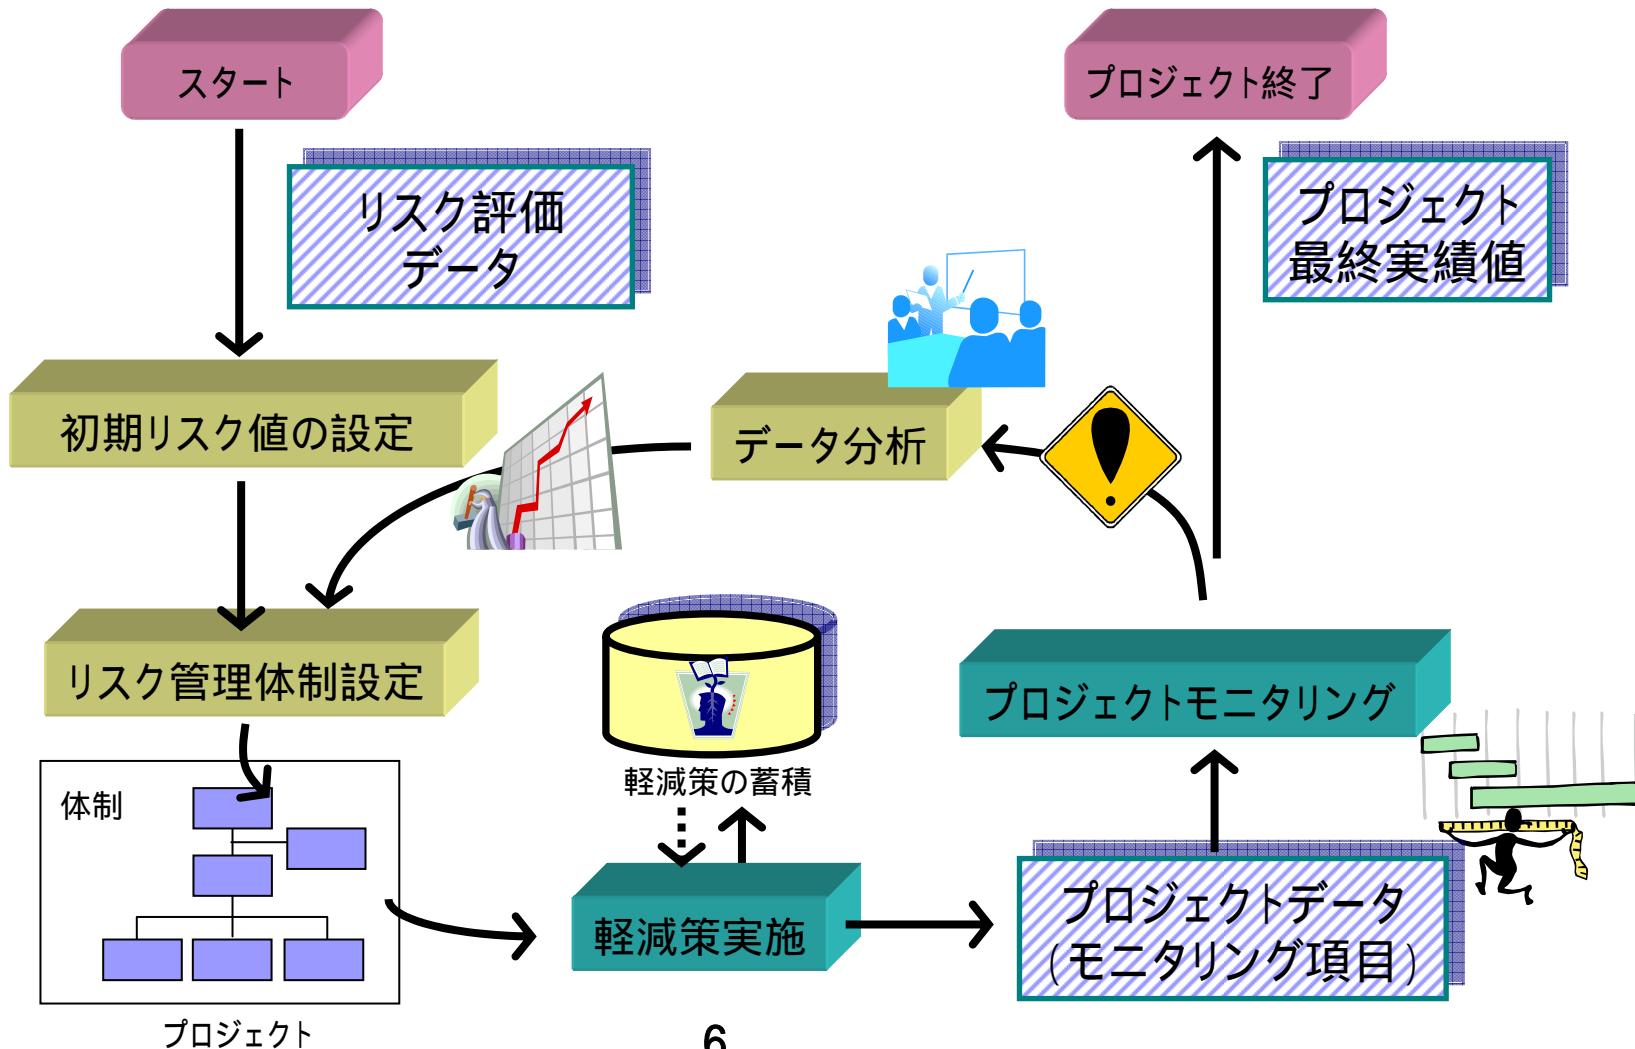 スタート
プロジェクト終了
リスク評価
データ
プロジェクト
最終実績値
初期リスク値の設定
データ分析
リスク管理体制設定
プロジェクトモニタリング
軽減策の蓄積
体制
軽減策実施
プロジェクトデータ
(モニタリング項目)
プロジェクト
6